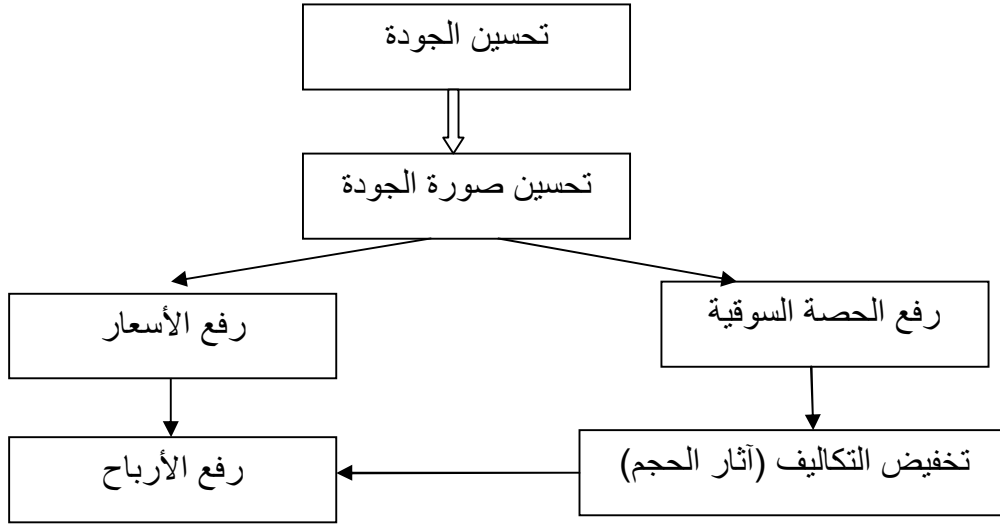 تحسين الجودة
تحسين صورة الجودة
رفع الحصة السوقية
رفع الأسعار
تخفيض التكاليف (آثار الحجم)
رفع الأرباح